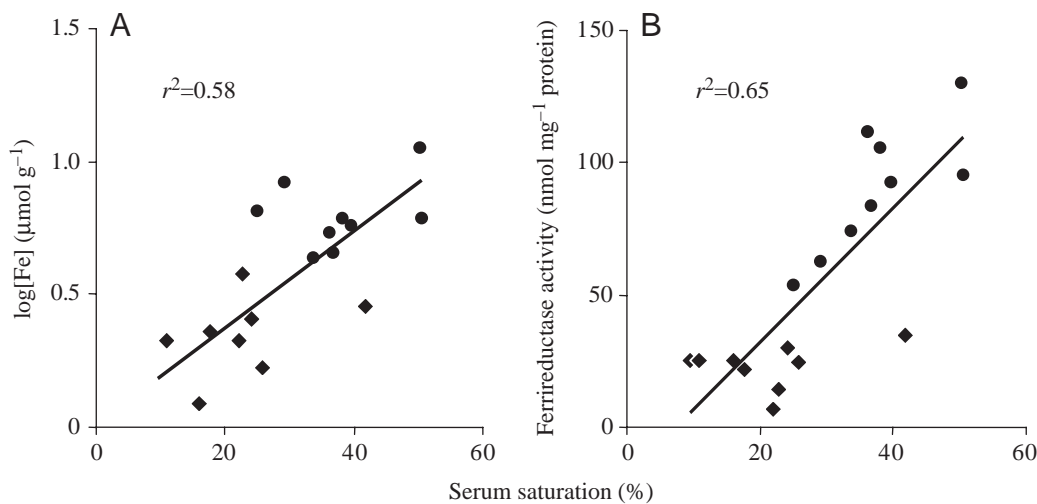 A
1.5
1.0
0.5
0
0
20
40
60
log[Fe] (µmol g⁻¹)
r²=0.58
B
150
100
50
0
0
20
40
60
Ferrireductase activity (nmol mg⁻¹ protein)
r²=0.65
Serum saturation (%)